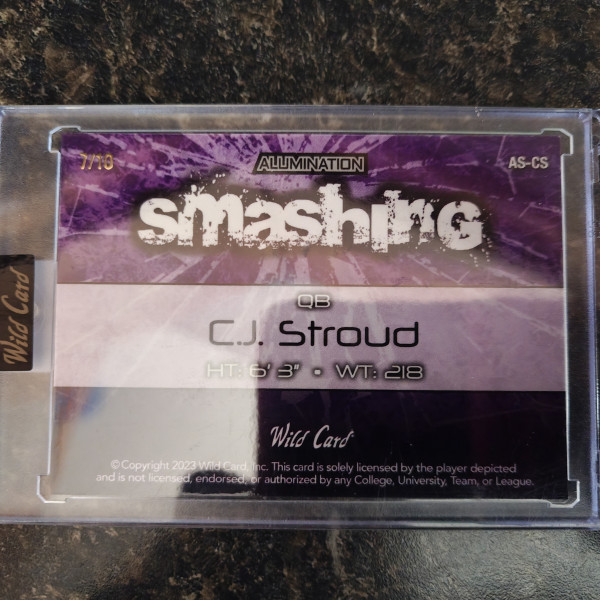 7/10
ALUMINATION
AS-CS
smashing
QB
C.J. Stroud
HT: 6' 3" • WT: 218
Wild Card
Wild Card
©Copyright 2023 Wild Card, Inc. This card is solely licensed by the player depicted
and is not licensed, endorsed, or authorized by any College, University, Team, or League.